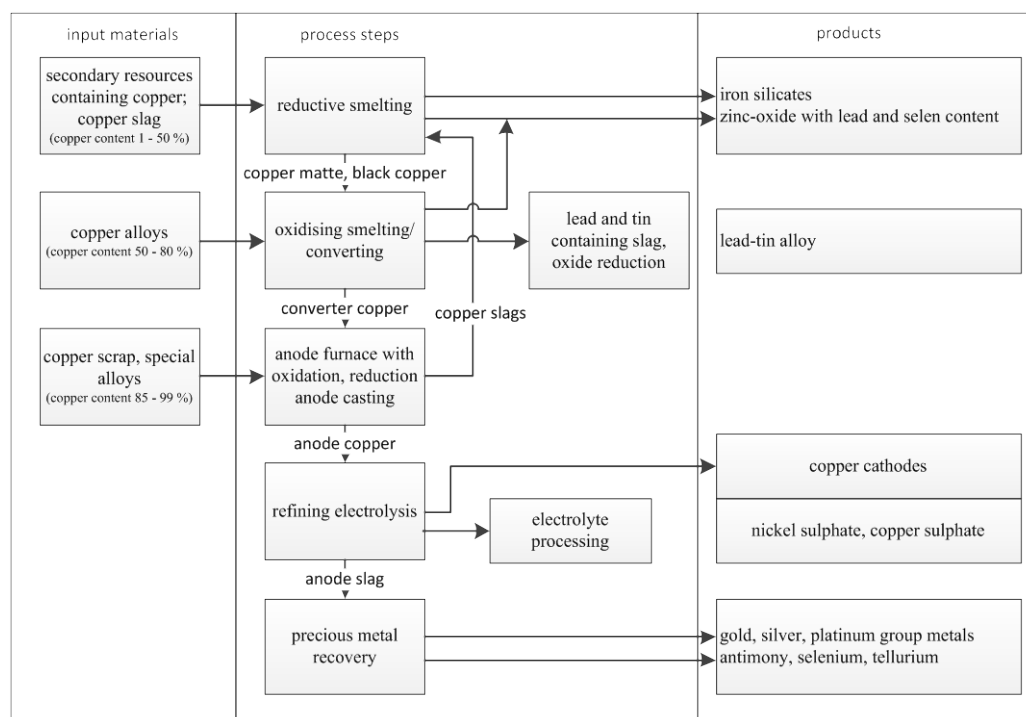 input materials
process steps
products
secondary resources
containing copper;
copper slag
(copper content 1 - 50 %)
reductive smelting
iron silicates
zinc-oxide with lead and selen content
copper matte, black copper
copper alloys
(copper content 50 - 80 %)
oxidising smelting/
converting
lead and tin
containing slag,
oxide reduction
lead-tin alloy
converter copper
copper slags
copper scrap, special
alloys
(copper content 85 - 99 %)
anode furnace with
oxidation, reduction
anode casting
anode copper
refining electrolysis
copper cathodes
electrolyte
processing
nickel sulphate, copper sulphate
anode slag
precious metal
recovery
gold, silver, platinum group metals
antimony, selenium, tellurium